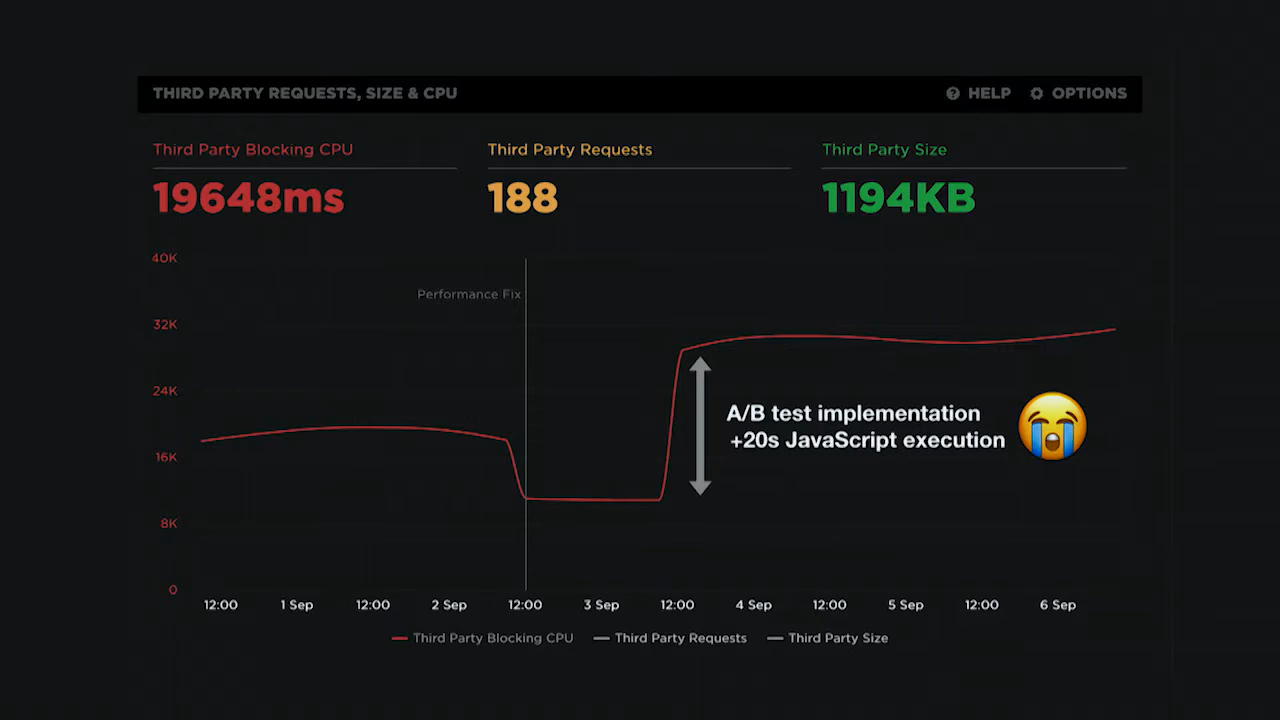 THIRD PARTY REQUESTS, SIZE & CPU
HELP
OPTIONS
Third Party Blocking CPU
19648ms
Third Party Requests
188
Third Party Size
1194KB
40K
32K
24K
16K
8K
0
Performance Fix
A/B test implementation
+20s JavaScript execution
12:00 1 Sep 12:00 2 Sep 12:00 3 Sep 12:00 4 Sep 12:00 5 Sep 12:00 6 Sep
Third Party Blocking CPU Third Party Requests Third Party Size